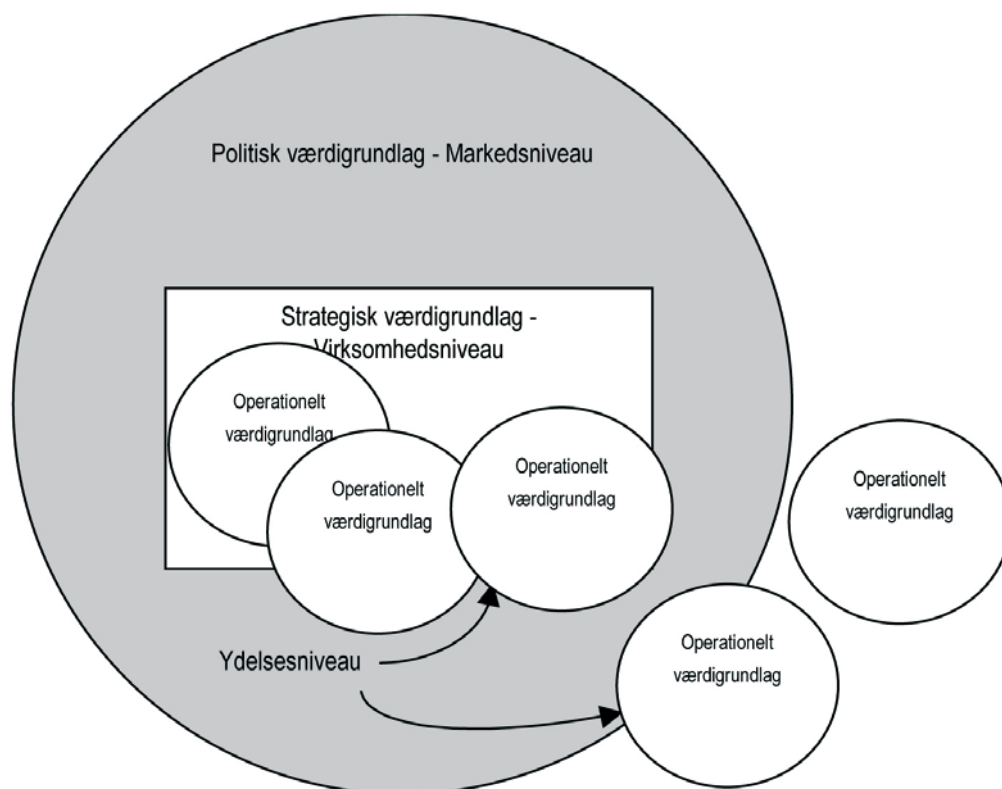 Politisk værdigrundlag - Markedsniveau
Strategisk værdigrundlag -
Virksomhedsniveau
Operationelt
værdigrundlag
Operationelt
værdigrundlag
Operationelt
værdigrundlag
Operationelt
værdigrundlag
Operationelt
værdigrundlag
Ydelsesniveau